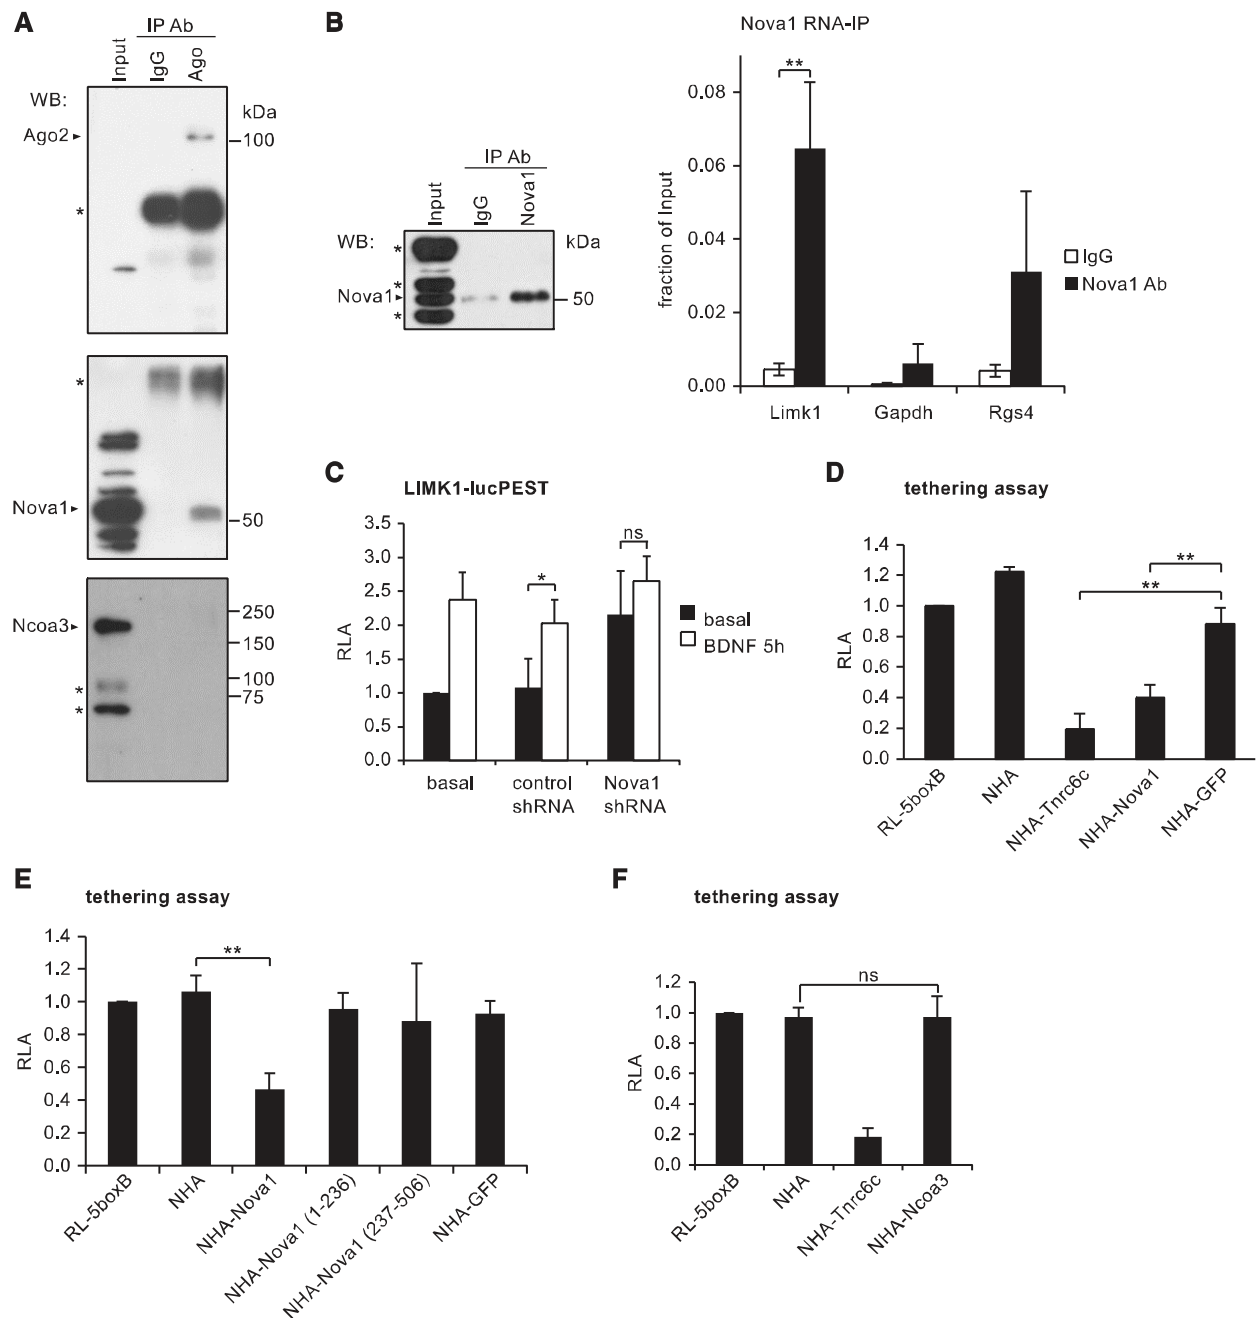 A
IP Ab
Input
IgG
Ago
WB:
kDa
Ago2
100
*
*
Nova1
50
Ncoa3
250
150
100
75
*
*
B
IP Ab
Input
IgG
Nova1
WB:
kDa
*
*
Nova1
50
*
Nova1 RNA-IP
**
0.08
0.06
0.04
0.02
0.00
fraction of Input
IgG
Nova1 Ab
Limk1
Gapdh
Rgs4
C
LIMK1-lucPEST
3.5
3.0
2.5
2.0
1.5
1.0
0.5
0.0
RLA
*
ns
basal
BDNF 5h
basal
control
shRNA
Nova1
shRNA
D
tethering assay
1.4
1.2
1.0
0.8
0.6
0.4
0.2
0
RLA
**
**
RL-5boxB
NHA
NHA-Tnrc6c
NHA-Nova1
NHA-GFP
E
tethering assay
1.4
1.2
1.0
0.8
0.6
0.4
0.2
0.0
RLA
**
RL-5boxB
NHA
NHA-Nova1
NHA-Nova1 (1-236)
NHA-Nova1 (237-506)
NHA-GFP
F
tethering assay
1.2
1.0
0.8
0.6
0.4
0.2
0.0
RLA
ns
RL-5boxB
NHA
NHA-Tnrc6c
NHA-Ncoa3